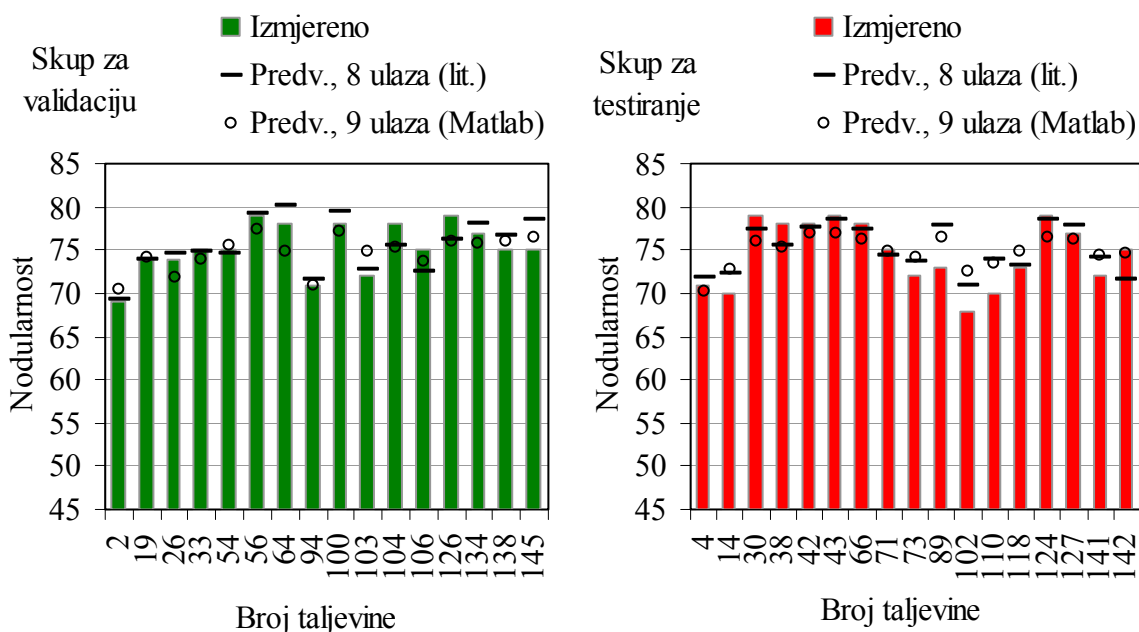 Skup za
validaciju
Izmjereno
Predv., 8 ulaza (lit.)
Predv., 9 ulaza (Matlab)
Nodularnost
85
80
75
70
65
60
55
50
45
2 19 26 33 54 56 64 94 100 103 104 106 126 134 138 145
Broj taljevine
Skup za
testiranje
Izmjereno
Predv., 8 ulaza (lit.)
Predv., 9 ulaza (Matlab)
Nodularnost
85
80
75
70
65
60
55
50
45
4 14 30 38 42 43 66 71 73 89 102 110 118 124 127 141 142
Broj taljevine